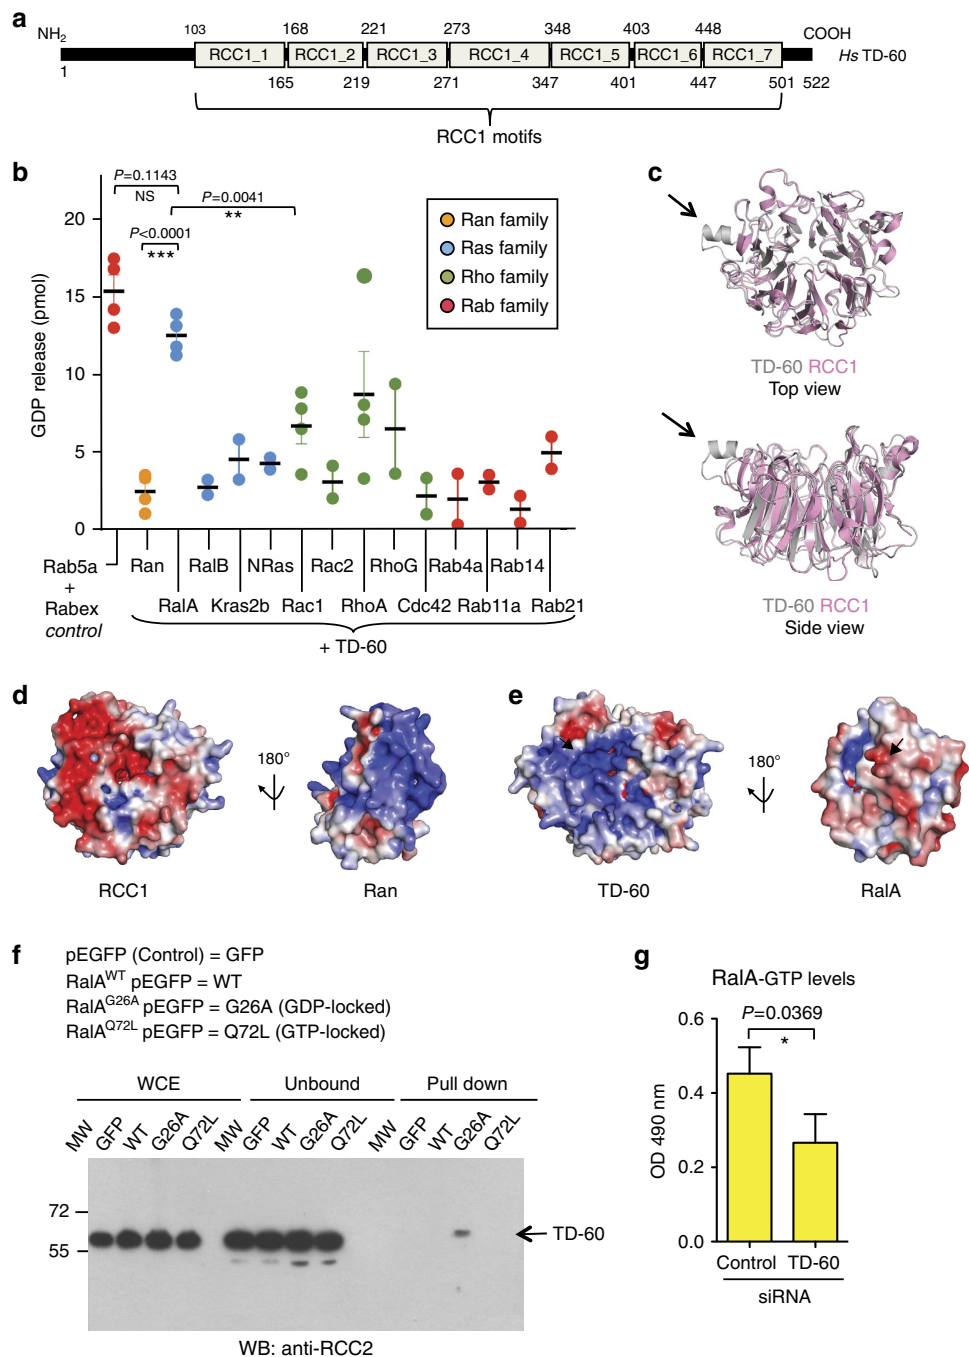 a
103 168 221 273 348 403 448
NH2 COOH
RCC1_1 RCC1_2 RCC1_3 RCC1_4 RCC1_5 RCC1_6 RCC1_7 Hs TD-60
1 165 219 271 347 401 447 501 522
RCC1 motifs
b
P=0.1143
NS
P=0.0041
**
P<0.0001
***
Ran family
Ras family
Rho family
Rab family
GDP release (pmol)
20
15
10
5
0
Rab5a + Rabex control
Ran RalB NRas Rac2 RhoG Rab4a Rab14
RalA Kras2b Rac1 RhoA Cdc42 Rab11a Rab21
+ TD-60
c
TD-60 RCC1
Top view
TD-60 RCC1
Side view
d
180°
RCC1 Ran
e
180°
TD-60 RalA
f
pEGFP (Control) = GFP
RalAWT pEGFP = WT
RalAG26A pEGFP = G26A (GDP-locked)
RalAQ72L pEGFP = Q72L (GTP-locked)
WCE Unbound Pull down
MW GFP WT G26A Q72L MW GFP WT G26A Q72L MW GFP WT G26A Q72L
72
55
TD-60
WB: anti-RCC2
g
RalA-GTP levels
P=0.0369
*
OD 490 nm
0.6
0.4
0.2
0.0
Control TD-60
siRNA